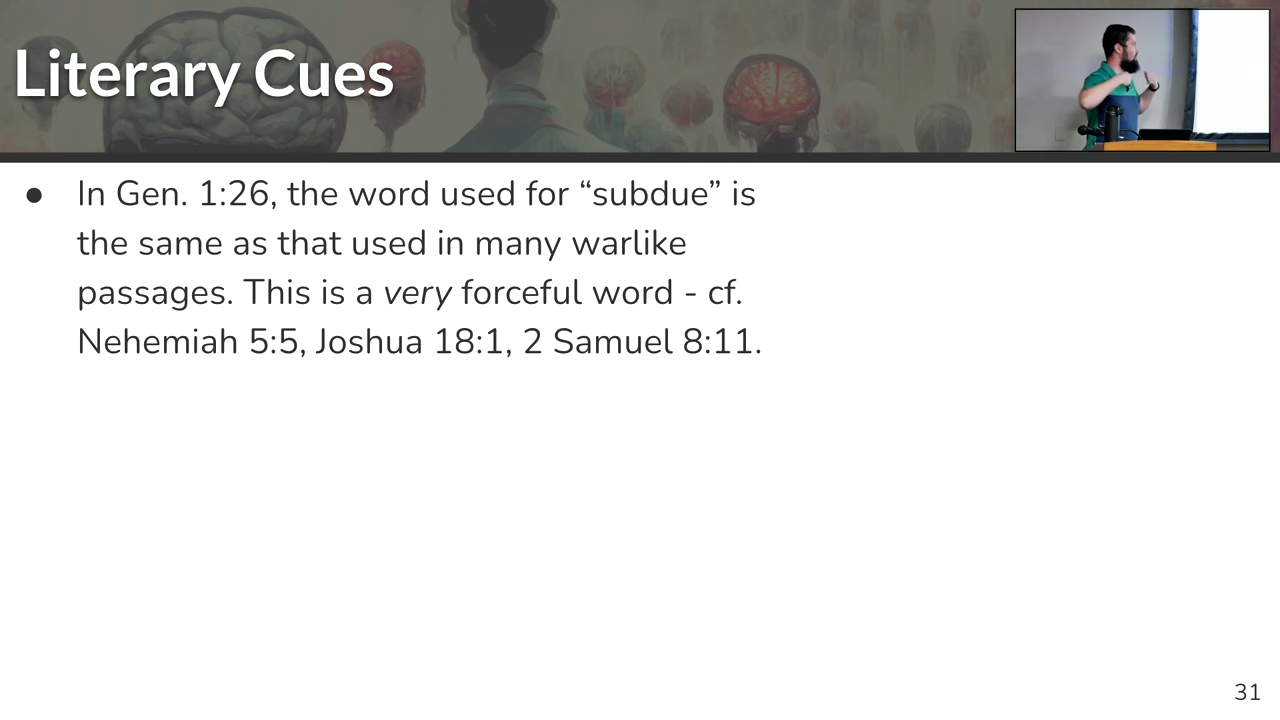 Literary Cues
● In Gen. 1:26, the word used for “subdue” is
the same as that used in many warlike
passages. This is a very forceful word - cf.
Nehemiah 5:5, Joshua 18:1, 2 Samuel 8:11.
31